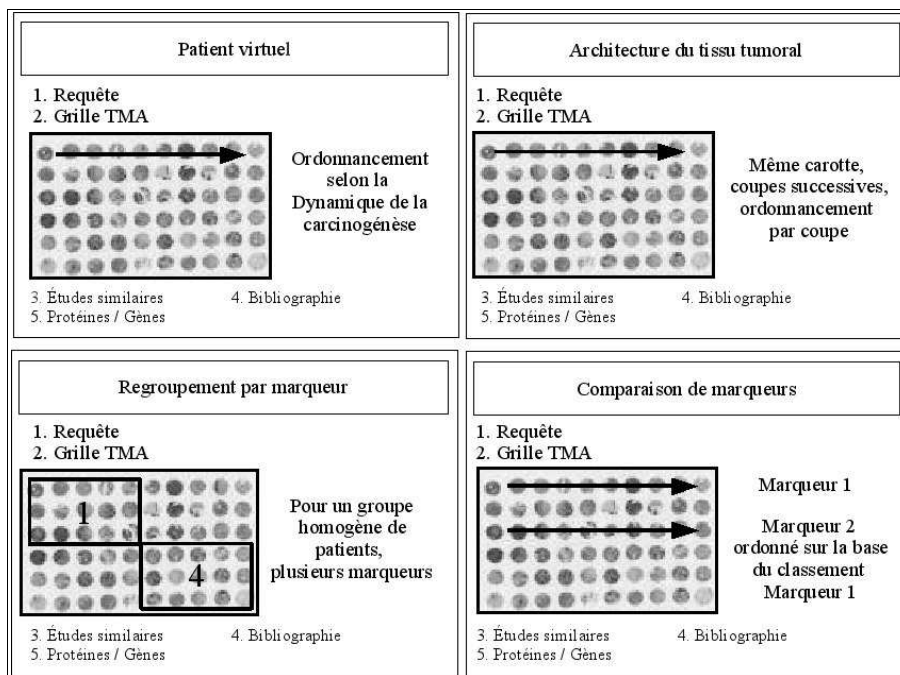 Patient virtuel
1. Requête
2. Grille TMA
Ordonnancement
selon la
Dynamique de la
carcinogénèse
3. Études similaires 4. Bibliographie
5. Protéines / Gènes
Architecture du tissu tumoral
1. Requête
2. Grille TMA
Même carotte,
coupes successives,
ordonnancement
par coupe
3. Études similaires 4. Bibliographie
5. Protéines / Gènes
Regroupement par marqueur
1. Requête
2. Grille TMA
1
4
Pour un groupe
homogène de
patients,
plusieurs marqueurs
3. Études similaires 4. Bibliographie
5. Protéines / Gènes
Comparaison de marqueurs
1. Requête
2. Grille TMA
Marqueur 1
Marqueur 2
ordonné sur la base
du classement
Marqueur 1
3. Études similaires 4. Bibliographie
5. Protéines / Gènes